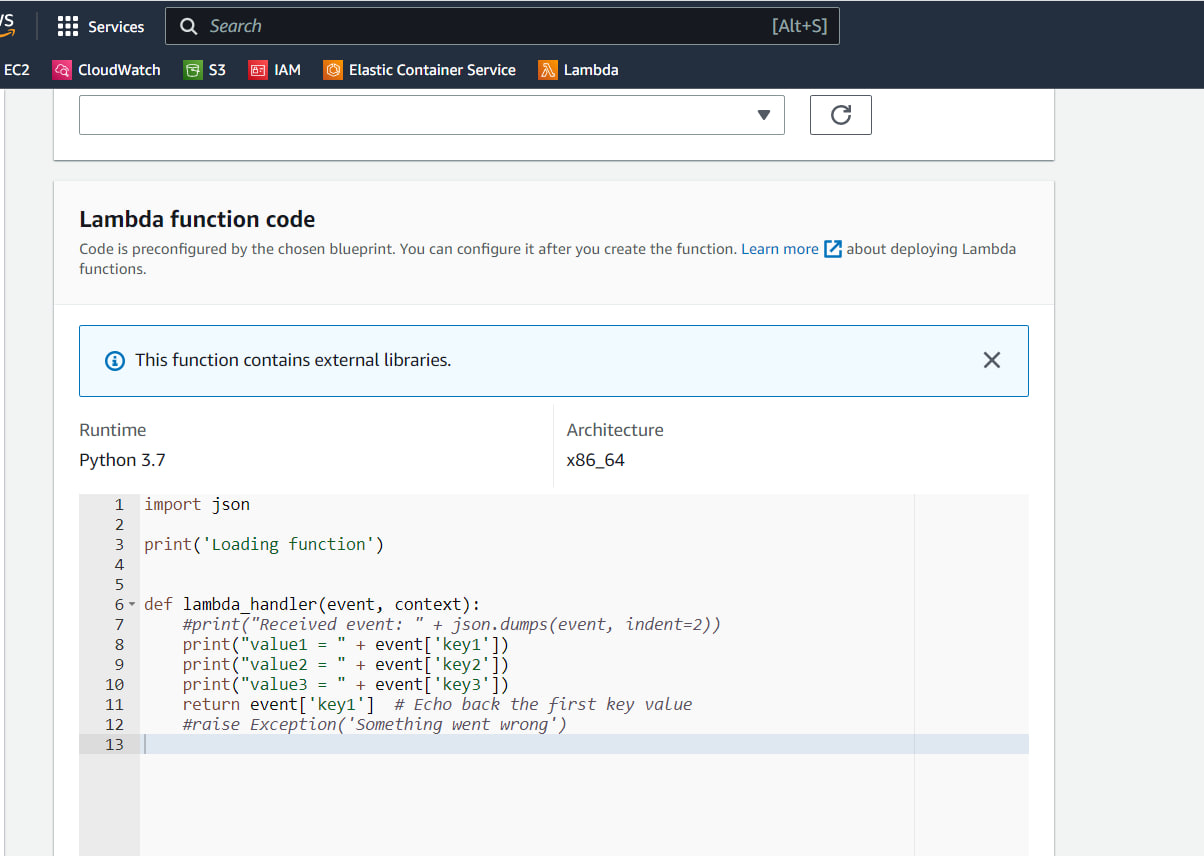 Services
Search
[Alt+S]
EC2 CloudWatch S3 IAM Elastic Container Service Lambda
Lambda function code
Code is preconfigured by the chosen blueprint. You can configure it after you create the function. Learn more about deploying Lambda
functions.
This function contains external libraries.
Runtime
Python 3.7
Architecture
x86_64
1 import json
2
3 print('Loading function')
4
5
6 def lambda_handler(event, context):
7     #print("Received event: " + json.dumps(event, indent=2))
8     print("value1 = " + event['key1'])
9     print("value2 = " + event['key2'])
10     print("value3 = " + event['key3'])
11     return event['key1']  # Echo back the first key value
12     #raise Exception('Something went wrong')
13